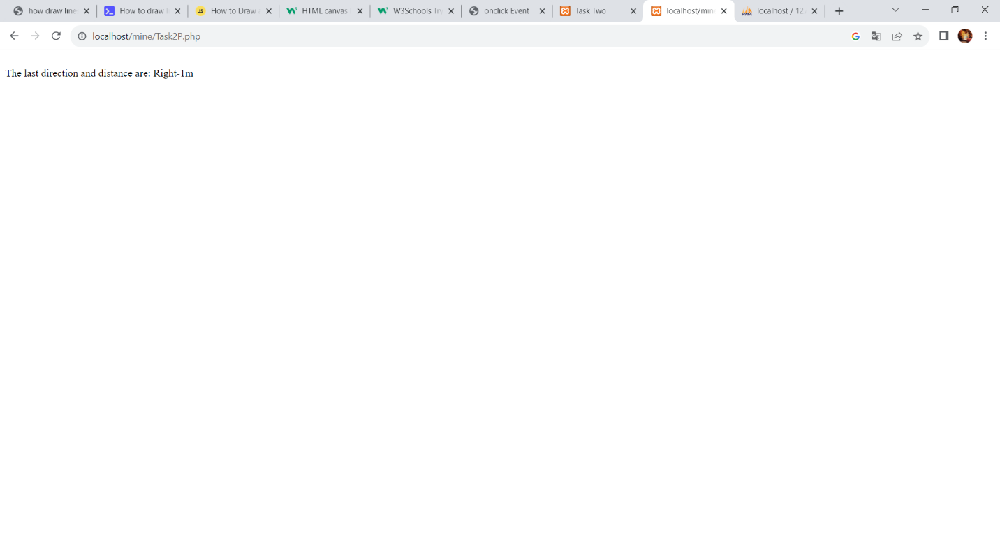 how draw line
How to draw l
How to Draw a
HTML canvas l
W3Schools Try
onclick Event
Task Two
localhost/min
localhost / 127
localhost/mine/Task2P.php
The last direction and distance are: Right-1m